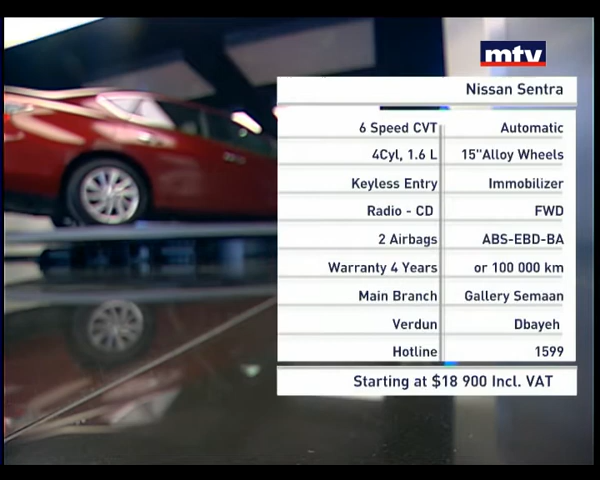 mtv
Nissan Sentra
6 Speed CVT Automatic
4Cyl, 1.6 L 15"Alloy Wheels
Keyless Entry Immobilizer
Radio - CD FWD
2 Airbags ABS-EBD-BA
Warranty 4 Years or 100 000 km
Main Branch Gallery Semaan
Verdun Dbayeh
Hotline 1599
Starting at $18 900 Incl. VAT